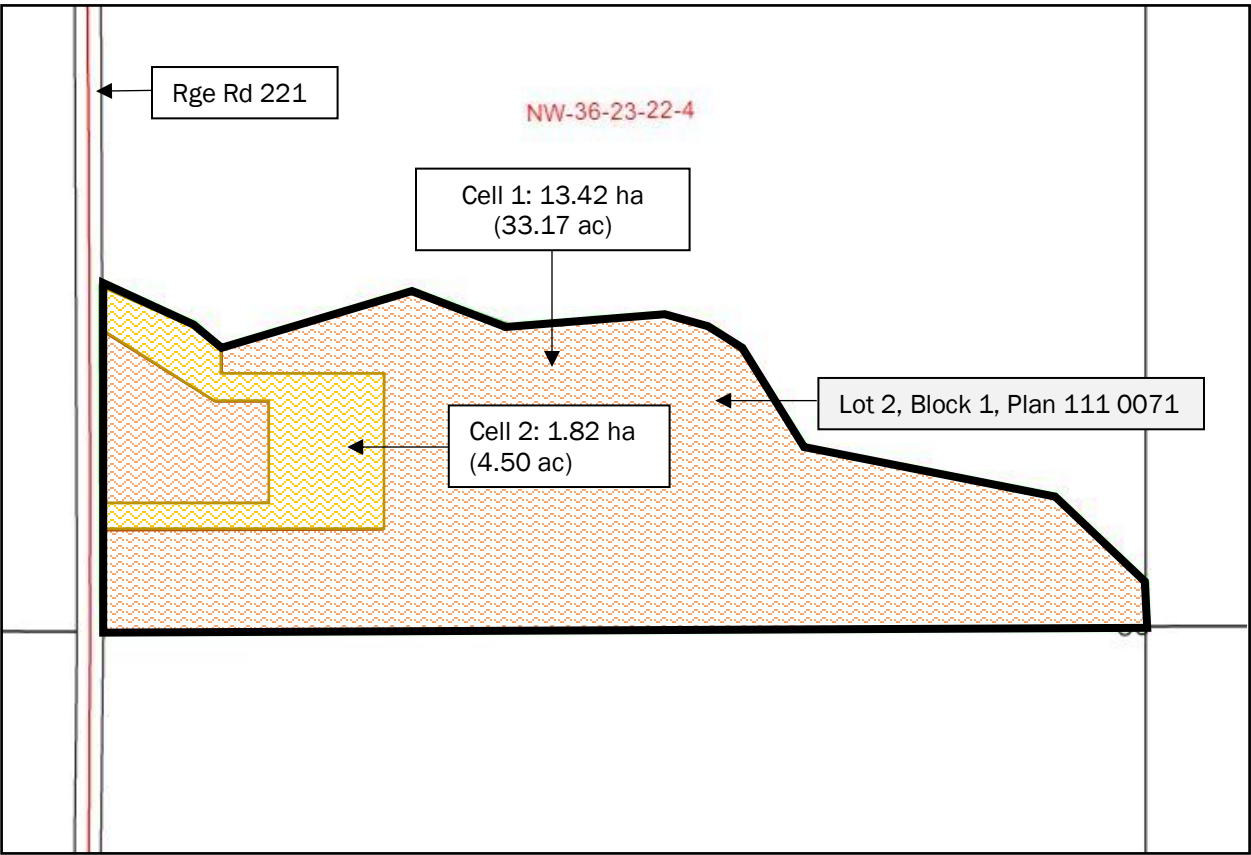 Rge Rd 221
NW-36-23-22-4
Cell 1: 13.42 ha
(33.17 ac)
Lot 2, Block 1, Plan 111 0071
Cell 2: 1.82 ha
(4.50 ac)